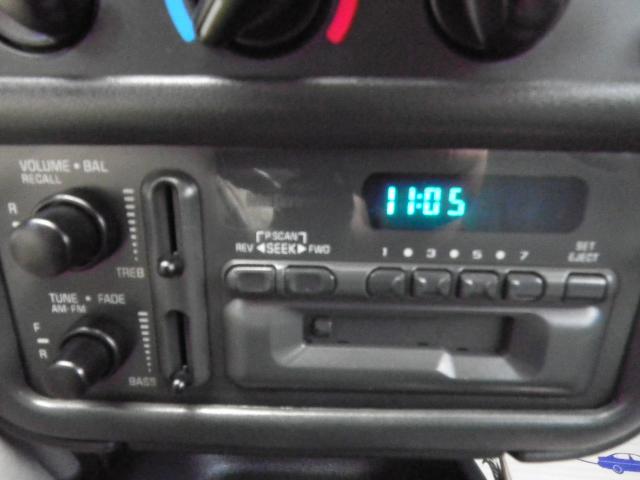 VOLUME • BAL
RECALL
R
11:05
P.SCAN
REV ◄SEEK► FWD
1 • 3 • 5 • 7
SET
EJECT
TREB
TUNE • FADE
AM-FM
F
R
BASS